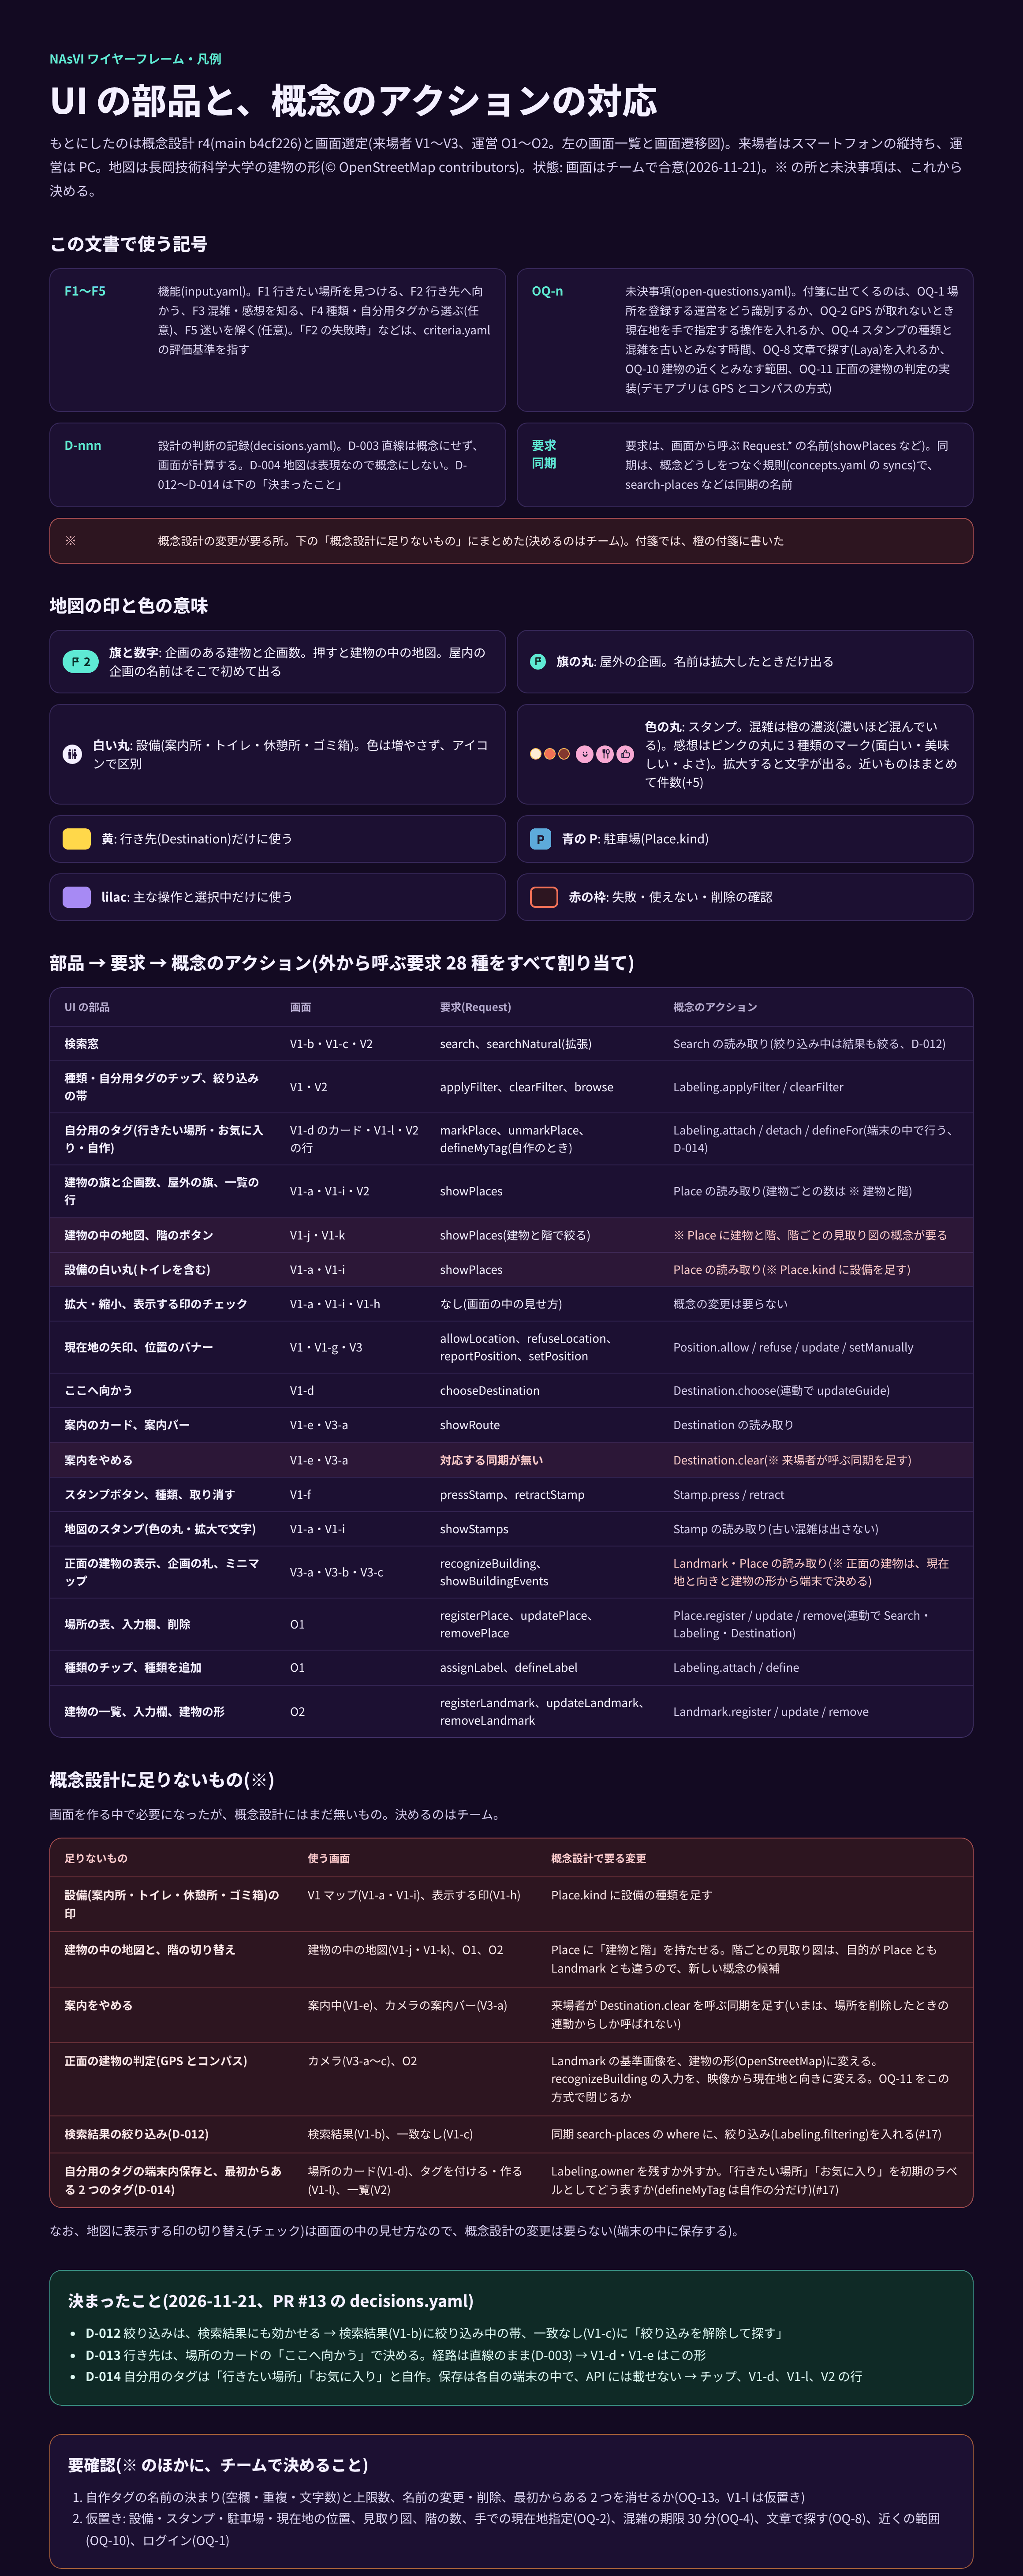 NAsVI ワイヤーフレーム・凡例
UI の部品と、概念のアクションの対応
もとにしたのは概念設計 r4(main b4cf226)と画面選定(来場者 V1〜V3、運営 O1〜O2。左の画面一覧と画面遷移図)。来場者はスマートフォンの縦持ち、運
営は PC。地図は長岡技術科学大学の建物の形(© OpenStreetMap contributors)。状態: 画面はチームで合意(2026-11-21)。※ の所と未決事項は、これから
決める。
この文書で使う記号
F1〜F5
機能(input.yaml)。F1 行きたい場所を見つける、F2 行き先へ向
かう、F3 混雑・感想を知る、F4 種類・自分用タグから選ぶ(任
意)、F5 迷いを解く(任意)。「F2 の失敗時」などは、criteria.yaml
の評価基準を指す
OQ-n
未決事項(open-questions.yaml)。付箋に出てくるのは、OQ-1 場
所を登録する運営をどう識別するか、OQ-2 GPS が取れないとき
現在地を手で指定する操作を入れるか、OQ-4 スタンプの種類と
混雑を古いとみなす時間、OQ-8 文章で探す(Laya)を入れるか、
OQ-10 建物の近くとみなす範囲、OQ-11 正面の建物の判定の実
装(デモアプリは GPS とコンパスの方式)
D-nnn
設計の判断の記録(decisions.yaml)。D-003 直線は概念にせず、
画面が計算する。D-004 地図は表現なので概念にしない。D-
012〜D-014 は下の「決まったこと」
要求
同期
要求は、画面から呼ぶ Request.* の名前(showPlaces など)。同
期は、概念どうしをつなぐ規則(concepts.yaml の syncs)で、
search-places などは同期の名前
※
概念設計の変更が要る所。下の「概念設計に足りないもの」にまとめた(決めるのはチーム)。付箋では、橙の付箋に書いた
地図の印と色の意味
2
旗と数字: 企画のある建物と企画数。押すと建物の中の地図。屋内の
企画の名前はそこで初めて出る
旗の丸: 屋外の企画。名前は拡大したときだけ出る
白い丸: 設備(案内所・トイレ・休憩所・ゴミ箱)。色は増やさず、アイコ
ンで区別
色の丸: スタンプ。混雑は橙の濃淡(濃いほど混んでい
る)。感想はピンクの丸に 3 種類のマーク(面白い・美味
しい・よさ)。拡大すると文字が出る。近いものはまとめ
て件数(+5)
黄: 行き先(Destination)だけに使う
P
青の P: 駐車場(Place.kind)
lilac: 主な操作と選択中だけに使う
赤の枠: 失敗・使えない・削除の確認
部品 → 要求 → 概念のアクション(外から呼ぶ要求 28 種をすべて割り当て)
UI の部品
画面
要求(Request)
概念のアクション
検索窓
V1-b・V1-c・V2
search、searchNatural(拡張)
Search の読み取り(絞り込み中は結果も絞る、D-012)
種類・自分用タグのチップ、絞り込み
の帯
V1・V2
applyFilter、clearFilter、browse
Labeling.applyFilter / clearFilter
自分用のタグ(行きたい場所・お気に入
り・自作)
V1-d のカード・V1-l・V2
の行
markPlace、unmarkPlace、
defineMyTag(自作のとき)
Labeling.attach / detach / defineFor(端末の中で行う、
D-014)
建物の旗と企画数、屋外の旗、一覧の
行
V1-a・V1-i・V2
showPlaces
Place の読み取り(建物ごとの数は ※ 建物と階)
建物の中の地図、階のボタン
V1-j・V1-k
showPlaces(建物と階で絞る)
※ Place に建物と階、階ごとの見取り図の概念が要る
設備の白い丸(トイレを含む)
V1-a・V1-i
showPlaces
Place の読み取り(※ Place.kind に設備を足す)
拡大・縮小、表示する印のチェック
V1-a・V1-i・V1-h
なし(画面の中の見せ方)
概念の変更は要らない
現在地の矢印、位置のバナー
V1・V1-g・V3
allowLocation、refuseLocation、
reportPosition、setPosition
Position.allow / refuse / update / setManually
ここへ向かう
V1-d
chooseDestination
Destination.choose(連動で updateGuide)
案内のカード、案内バー
V1-e・V3-a
showRoute
Destination の読み取り
案内をやめる
V1-e・V3-a
対応する同期が無い
Destination.clear(※ 来場者が呼ぶ同期を足す)
スタンプボタン、種類、取り消す
V1-f
pressStamp、retractStamp
Stamp.press / retract
地図のスタンプ(色の丸・拡大で文字)
V1-a・V1-i
showStamps
Stamp の読み取り(古い混雑は出さない)
正面の建物の表示、企画の札、ミニマ
ップ
V3-a・V3-b・V3-c
recognizeBuilding、
showBuildingEvents
Landmark・Place の読み取り(※ 正面の建物は、現在
地と向きと建物の形から端末で決める)
場所の表、入力欄、削除
O1
registerPlace、updatePlace、
removePlace
Place.register / update / remove(連動で Search・
Labeling・Destination)
種類のチップ、種類を追加
O1
assignLabel、defineLabel
Labeling.attach / define
建物の一覧、入力欄、建物の形
O2
registerLandmark、updateLandmark、
removeLandmark
Landmark.register / update / remove
概念設計に足りないもの(※)
画面を作る中で必要になったが、概念設計にはまだ無いもの。決めるのはチーム。
足りないもの
使う画面
概念設計で要る変更
設備(案内所・トイレ・休憩所・ゴミ箱)の
印
V1 マップ(V1-a・V1-i)、表示する印(V1-h)
Place.kind に設備の種類を足す
建物の中の地図と、階の切り替え
建物の中の地図(V1-j・V1-k)、O1、O2
Place に「建物と階」を持たせる。階ごとの見取り図は、目的が Place とも
Landmark とも違うので、新しい概念の候補
案内をやめる
案内中(V1-e)、カメラの案内バー(V3-a)
来場者が Destination.clear を呼ぶ同期を足す(いまは、場所を削除したときの
連動からしか呼ばれない)
正面の建物の判定(GPS とコンパス)
カメラ(V3-a〜c)、O2
Landmark の基準画像を、建物の形(OpenStreetMap)に変える。
recognizeBuilding の入力を、映像から現在地と向きに変える。OQ-11 をこの
方式で閉じるか
検索結果の絞り込み(D-012)
検索結果(V1-b)、一致なし(V1-c)
同期 search-places の where に、絞り込み(Labeling.filtering)を入れる(#17)
自分用のタグの端末内保存と、最初からあ
る 2 つのタグ(D-014)
場所のカード(V1-d)、タグを付ける・作る
(V1-l)、一覧(V2)
Labeling.owner を残すか外すか。「行きたい場所」「お気に入り」を初期のラベ
ルとしてどう表すか(defineMyTag は自作の分だけ)(#17)
なお、地図に表示する印の切り替え(チェック)は画面の中の見せ方なので、概念設計の変更は要らない(端末の中に保存する)。
決まったこと(2026-11-21、PR #13 の decisions.yaml)
• D-012 絞り込みは、検索結果にも効かせる → 検索結果(V1-b)に絞り込み中の帯、一致なし(V1-c)に「絞り込みを解除して探す」
• D-013 行き先は、場所のカードの「ここへ向かう」で決める。経路は直線のまま(D-003) → V1-d・V1-e はこの形
• D-014 自分用のタグは「行きたい場所」「お気に入り」と自作。保存は各自の端末の中で、API には載せない → チップ、V1-d、V1-l、V2 の行
要確認(※ のほかに、チームで決めること)
1. 自作タグの名前の決まり(空欄・重複・文字数)と上限数、名前の変更・削除、最初からある 2 つを消せるか(OQ-13。V1-l は仮置き)
2. 仮置き: 設備・スタンプ・駐車場・現在地の位置、見取り図、階の数、手での現在地指定(OQ-2)、混雑の期限 30 分(OQ-4)、文章で探す(OQ-8)、近くの範囲
(OQ-10)、ログイン(OQ-1)